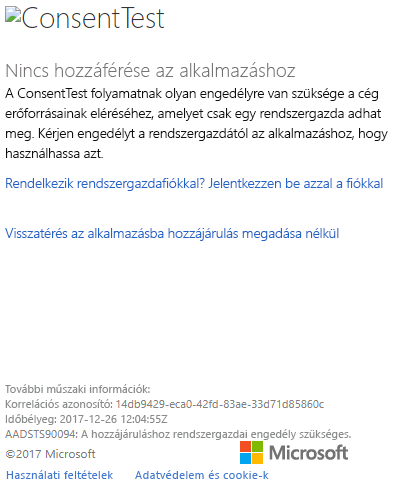 ConsentTest
Nincs hozzáférése az alkalmazáshoz
A ConsentTest folyamatnak olyan engedélyre van szüksége a cég
erőforrásainak eléréséhez, amelyet csak egy rendszergazda adhat
meg. Kérjen engedélyt a rendszergazdától az alkalmazáshoz, hogy
használhassa azt.
Rendelkezik rendszergazdafiókkal? Jelentkezzen be azzal a fiókkal
Visszatérés az alkalmazásba hozzájárulás megadása nélkül
További műszaki információk:
Korrelációs azonosító: 14db9429-eca0-42fd-83ae-33d71d85860c
Időbélyeg: 2017-12-26 12:04:55Z
AADSTS90094: A hozzájáruláshoz rendszergazdai engedély szükséges.
©2017 Microsoft
Microsoft
Használati feltételek Adatvédelem és cookie-k